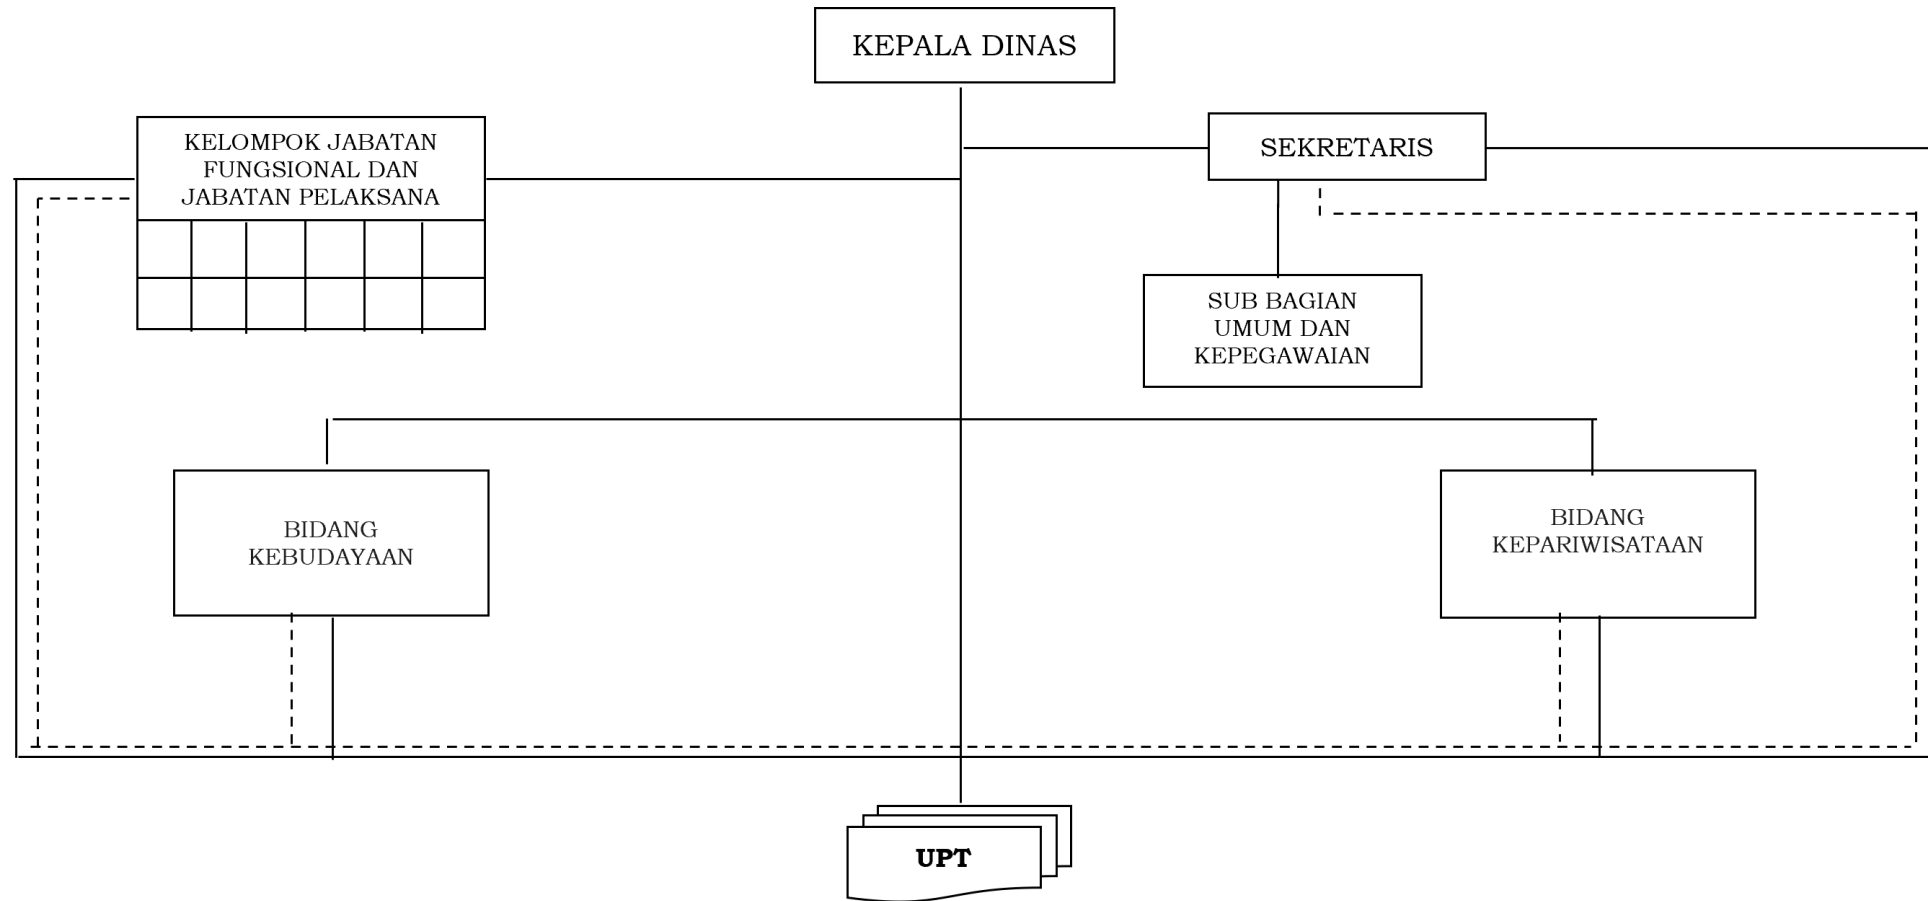 KEPALA DINAS
KELOMPOK JABATAN
FUNGSIONAL DAN
JABATAN PELAKSANA
SEKRETARIS
SUB BAGIAN
UMUM DAN
KEPEGAWAIAN
BIDANG
KEBUDAYAAN
BIDANG
KEPARIWISATAAN
UPT